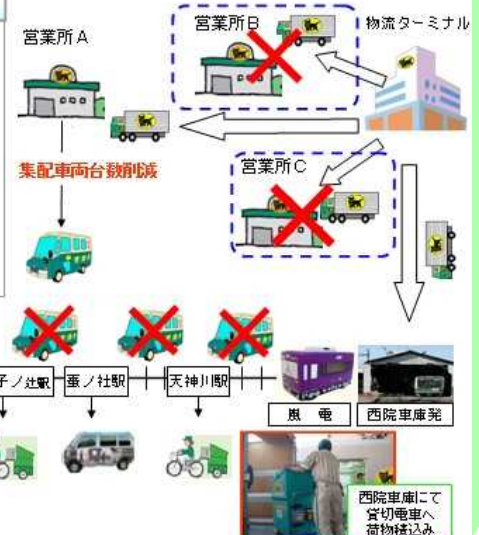 営業所B
物流ターミナル
営業所A
集配車両台数削減
営業所C
子ノ辻駅
蚕ノ社駅
天神川駅
嵐 電
西院車庫発
西院車庫にて
貸切電車へ
荷物積込み